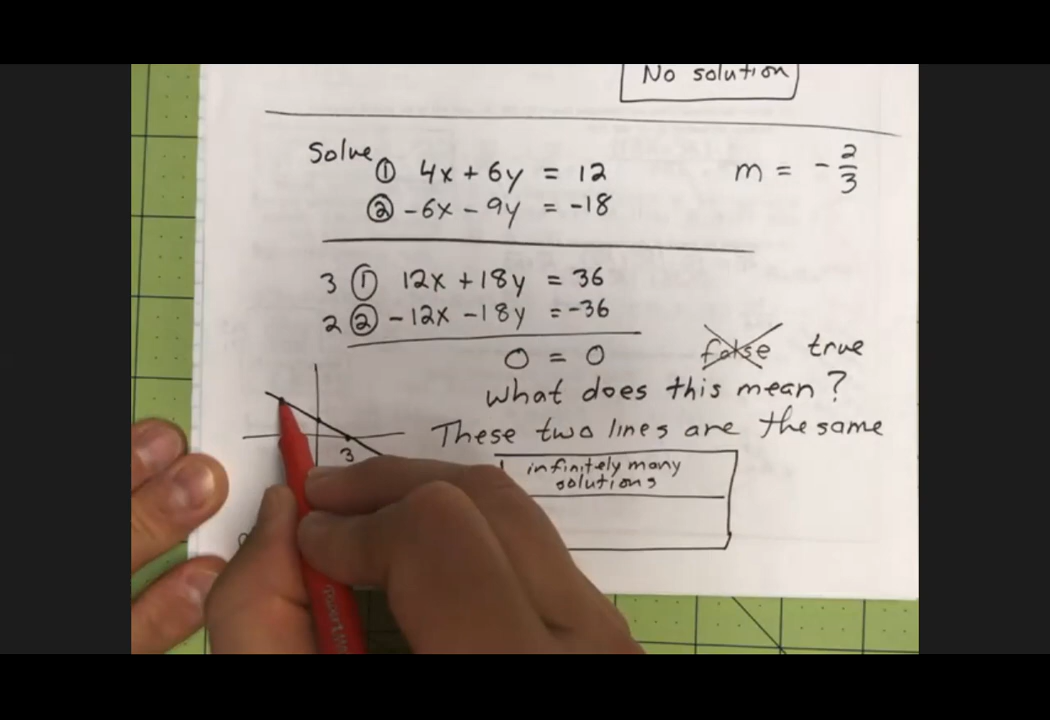 No solution
Solve ① 4x + 6y = 12 m = - 2/3
② -6x - 9y = -18
3 ① 12x + 18y = 36
2 ② -12x - 18y = -36
0 = 0 false true
What does this mean?
These two lines are the same
3
infinitely many
solutions